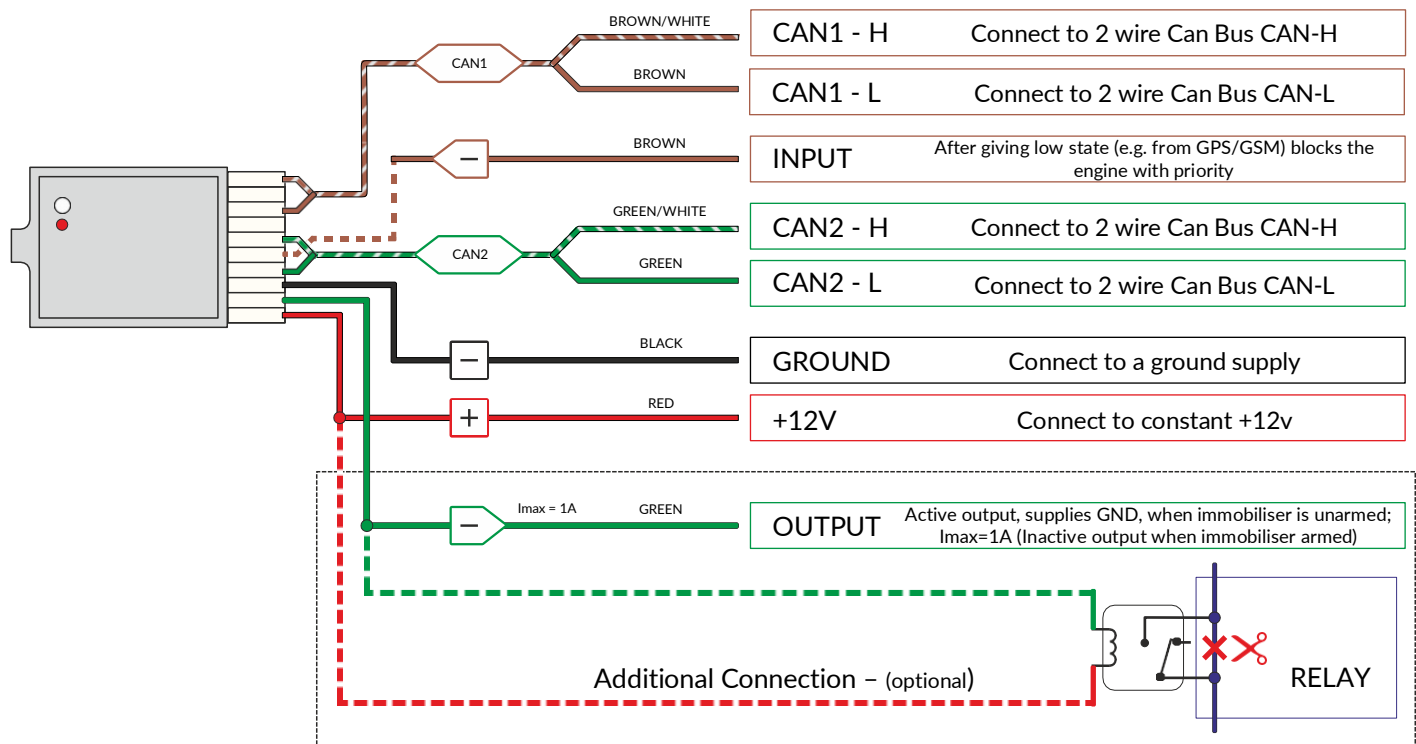 BROWN/WHITE
CAN1 - H Connect to 2 wire Can Bus CAN-H
CAN1
BROWN
CAN1 - L Connect to 2 wire Can Bus CAN-L
BROWN
−
INPUT After giving low state (e.g. from GPS/GSM) blocks the
engine with priority
GREEN/WHITE
CAN2 - H Connect to 2 wire Can Bus CAN-H
CAN2
GREEN
CAN2 - L Connect to 2 wire Can Bus CAN-L
BLACK
−
GROUND Connect to a ground supply
RED
+
+12V Connect to constant +12v
Imax = 1A
GREEN
−
OUTPUT Active output, supplies GND, when immobiliser is unarmed;
Imax=1A (Inactive output when immobiliser armed)
Additional Connection – (optional)
RELAY